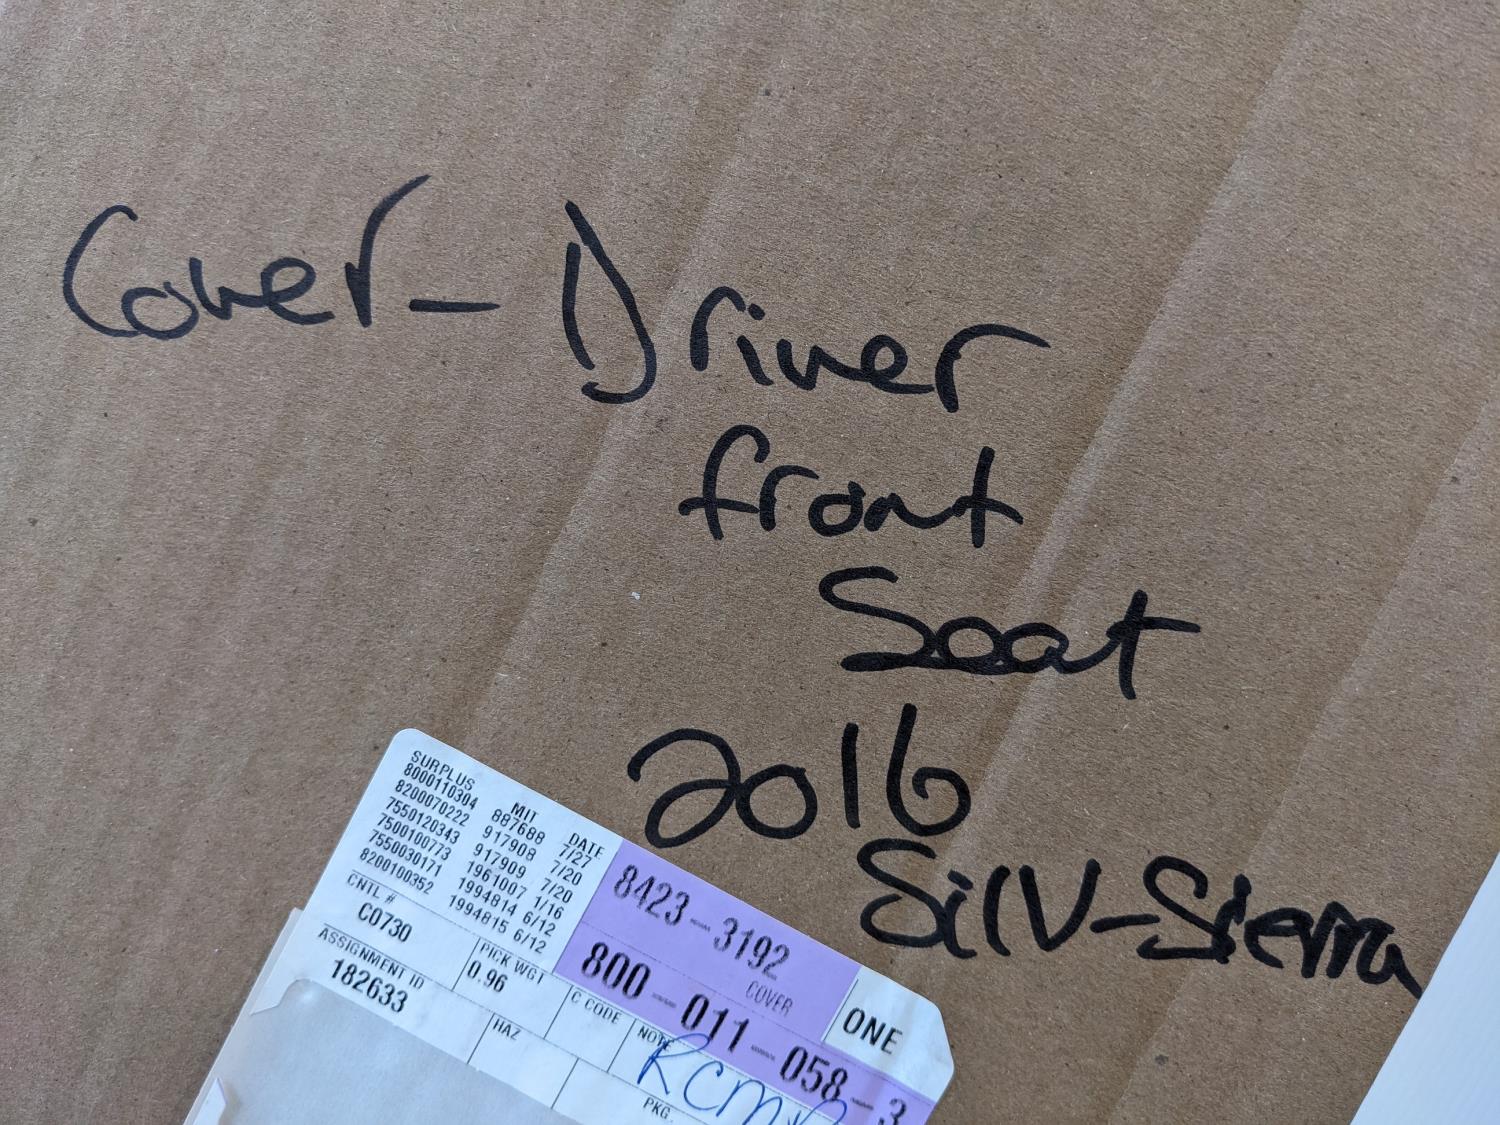 Cover-Driver
front
Seat
2016
Silv-Sierra
SURPLUS MIT DATE
8000110304 887688 7/27
8200070222 917908 7/20
7550120343 917909 7/20
7500100773 1961007 1/16
7550030171 1994814 6/12
8200100352 1994815 6/12
8423 3192
COVER
ONE
CNTL #
C0730
PICK WGT
0.96
800 011 058 3
ASSIGNMENT ID
182633
HAZ
C CODE
NOTE
PKG.